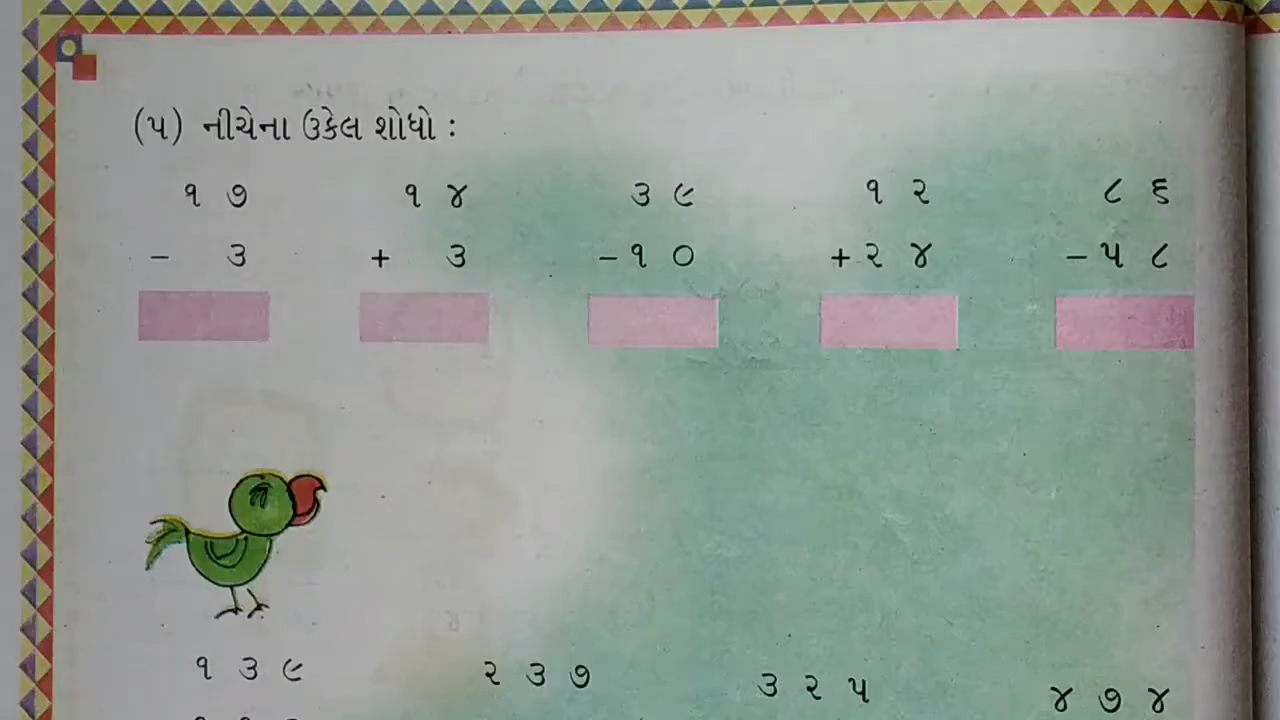 (૫) નીચેના ઉકેલ શોધો :
૧ ૭ ૧ ૪ ૩ ૯ ૧ ૨ ૮ ૬
− ૩ + ૩ −૧ ૦ +૨ ૪ −૫ ૮
૧ ૩ ૯ ૨ ૩ ૭ ૩ ૨ ૫ ૪ ૭ ૪